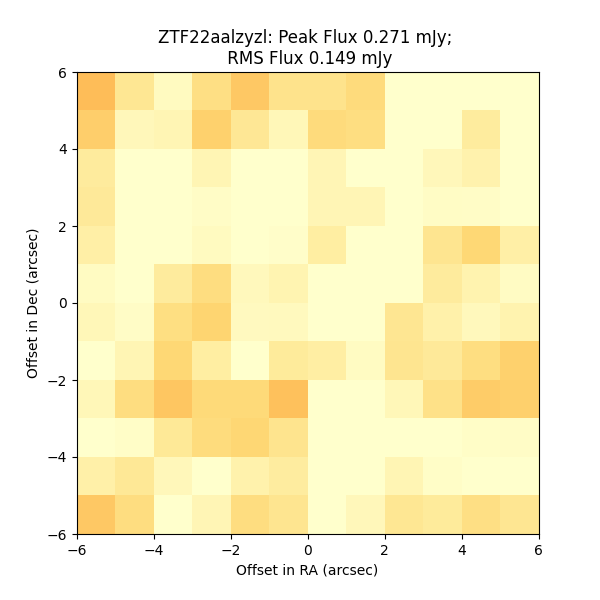 ZTF22aalzyzl: Peak Flux 0.271 mJy;
RMS Flux 0.149 mJy
6
4
2
0
−2
−4
−6
Offset in Dec (arcsec)
−6 −4 −2 0 2 4 6
Offset in RA (arcsec)